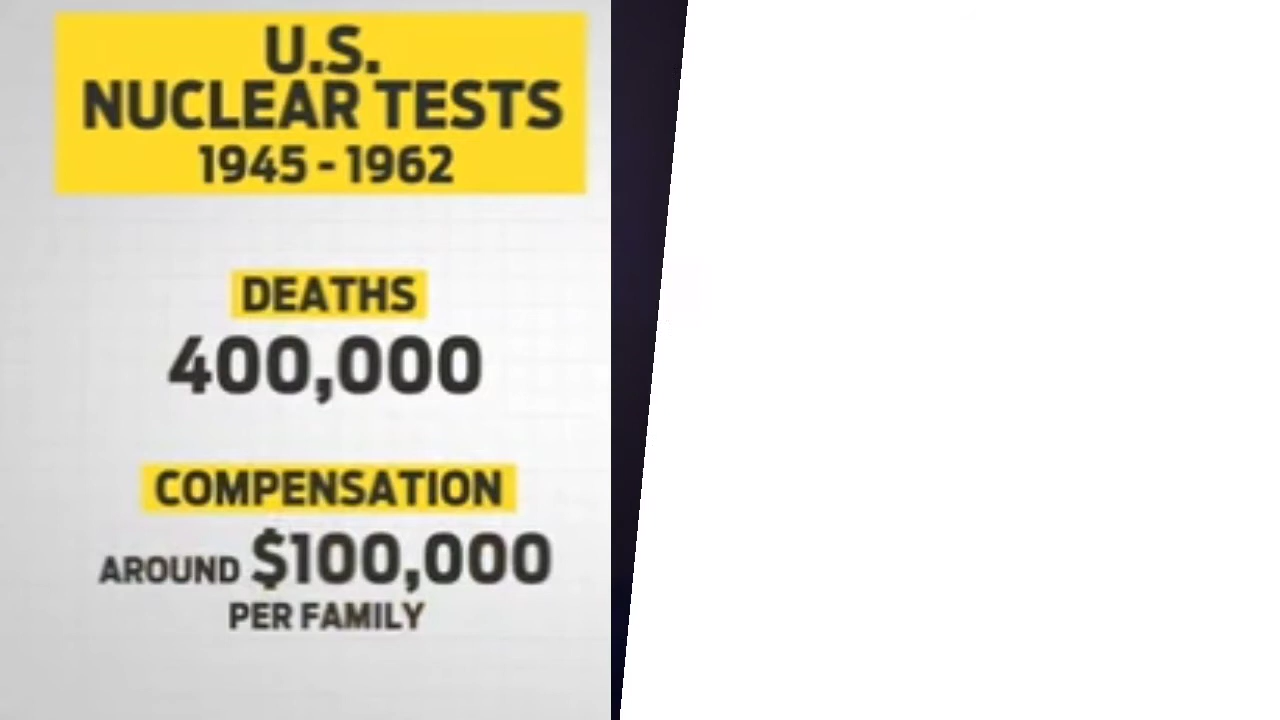 U.S.
NUCLEAR TESTS
1945 - 1962
DEATHS
400,000
COMPENSATION
AROUND $100,000
PER FAMILY